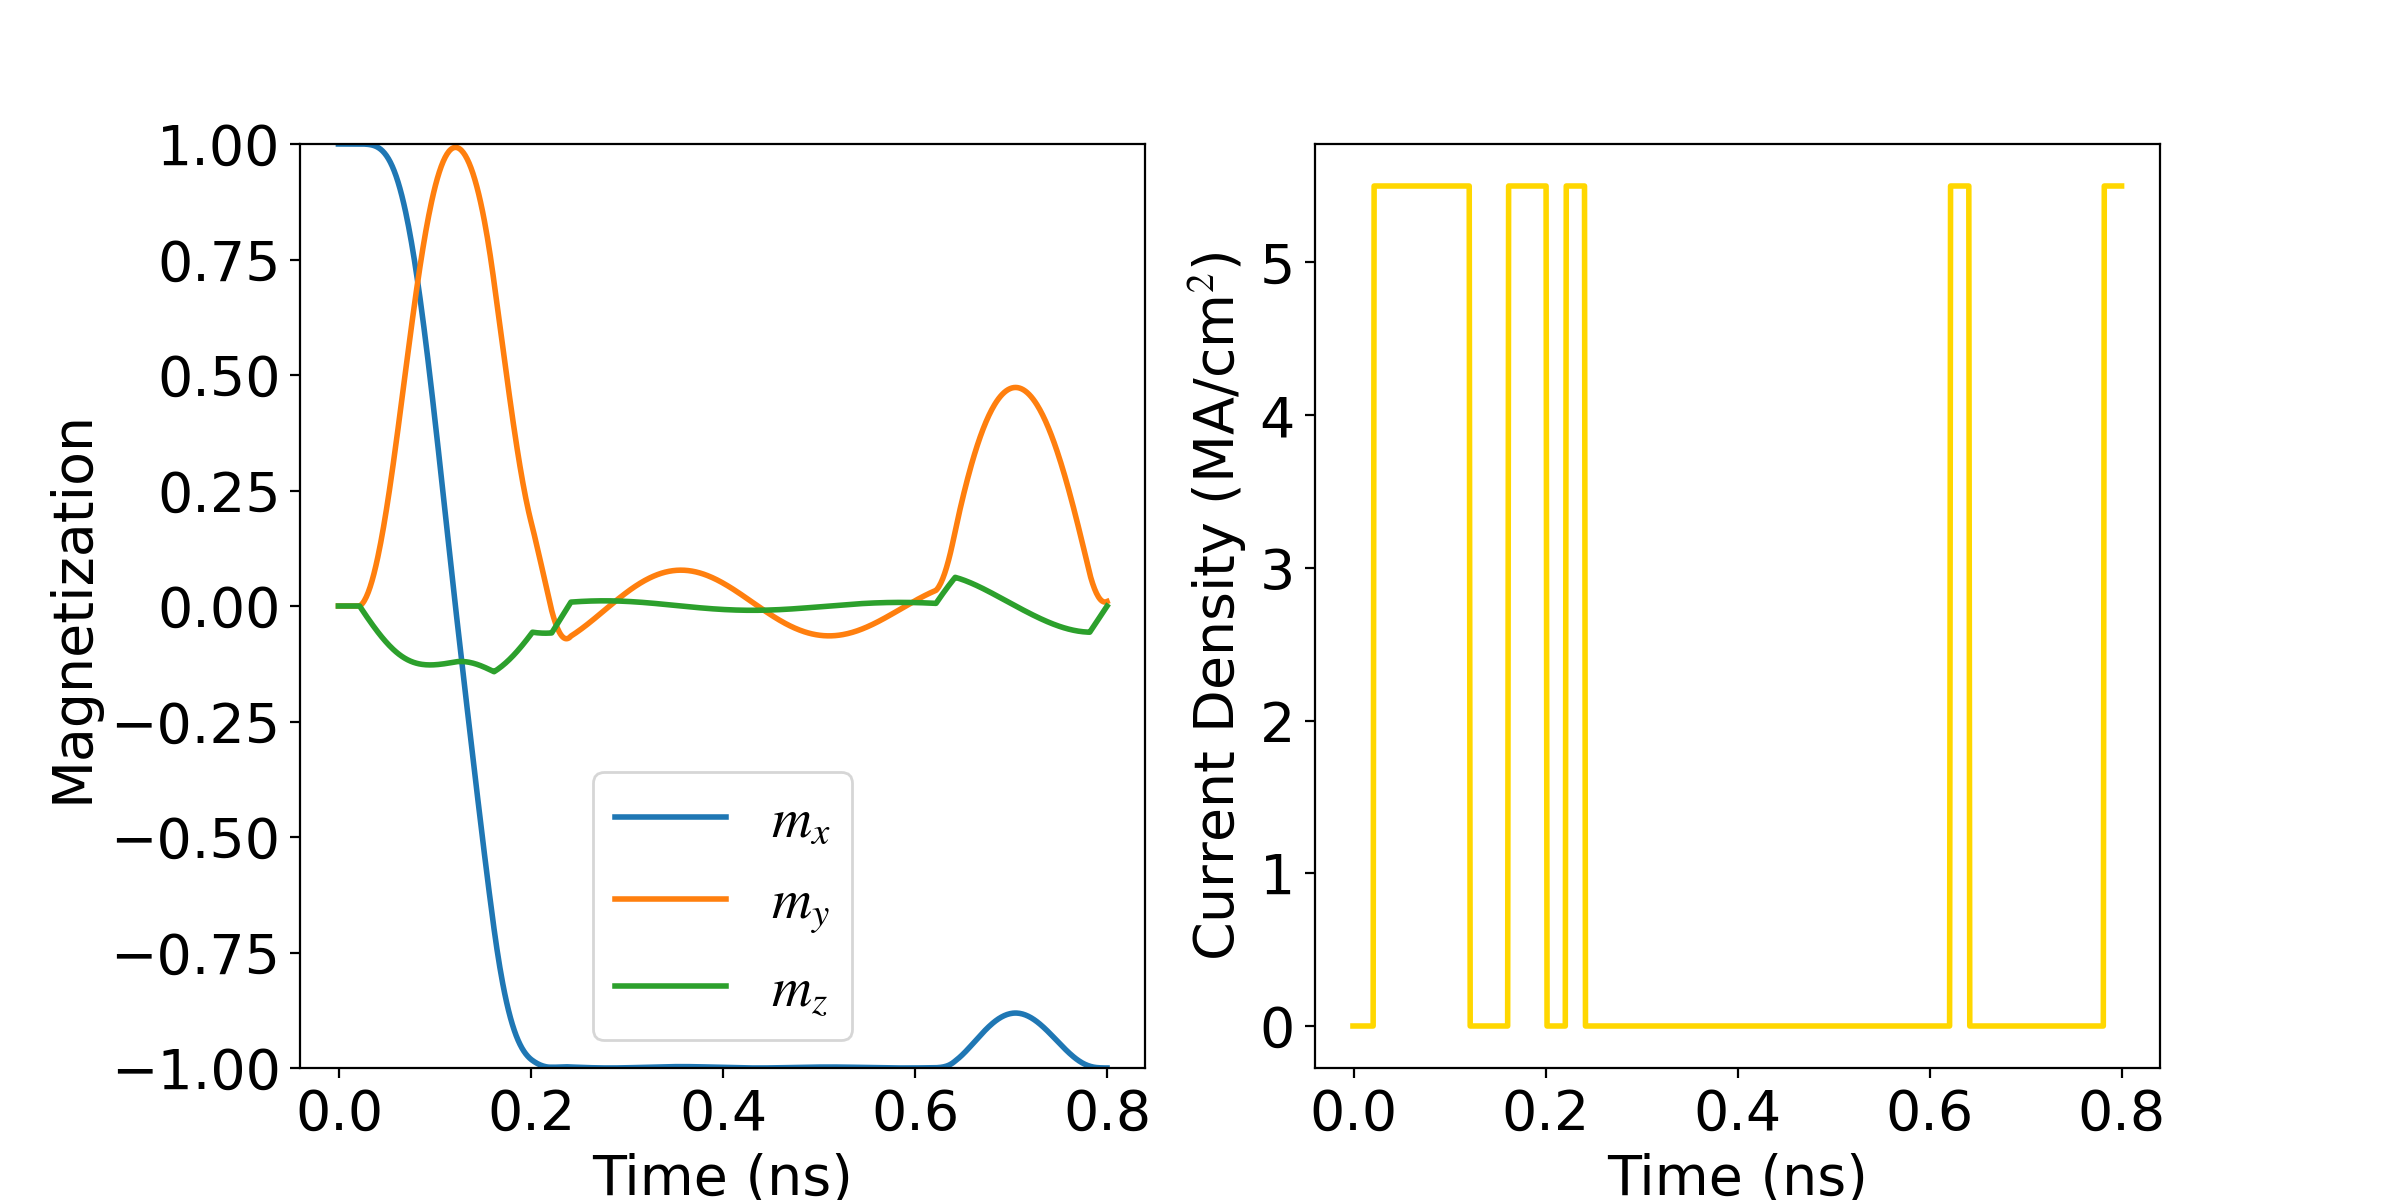 1.00
0.75
0.50
0.25
0.00
−0.25
−0.50
−0.75
−1.00
Magnetization
0.0 0.2 0.4 0.6 0.8
Time (ns)
m_x
m_y
m_z
5
4
3
2
1
0
Current Density (MA/cm²)
0.0 0.2 0.4 0.6 0.8
Time (ns)